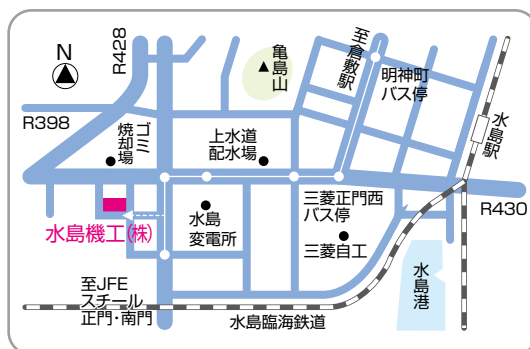 N
R428
亀島山
至倉敷駅
明神町
バス停
R398
ゴミ
焼却場
上水道
配水場
水島駅
三菱正門西
バス停
R430
水島機工(株)
水島
変電所
三菱自工
水島港
至JFE
スチール
正門・南門
水島臨海鉄道